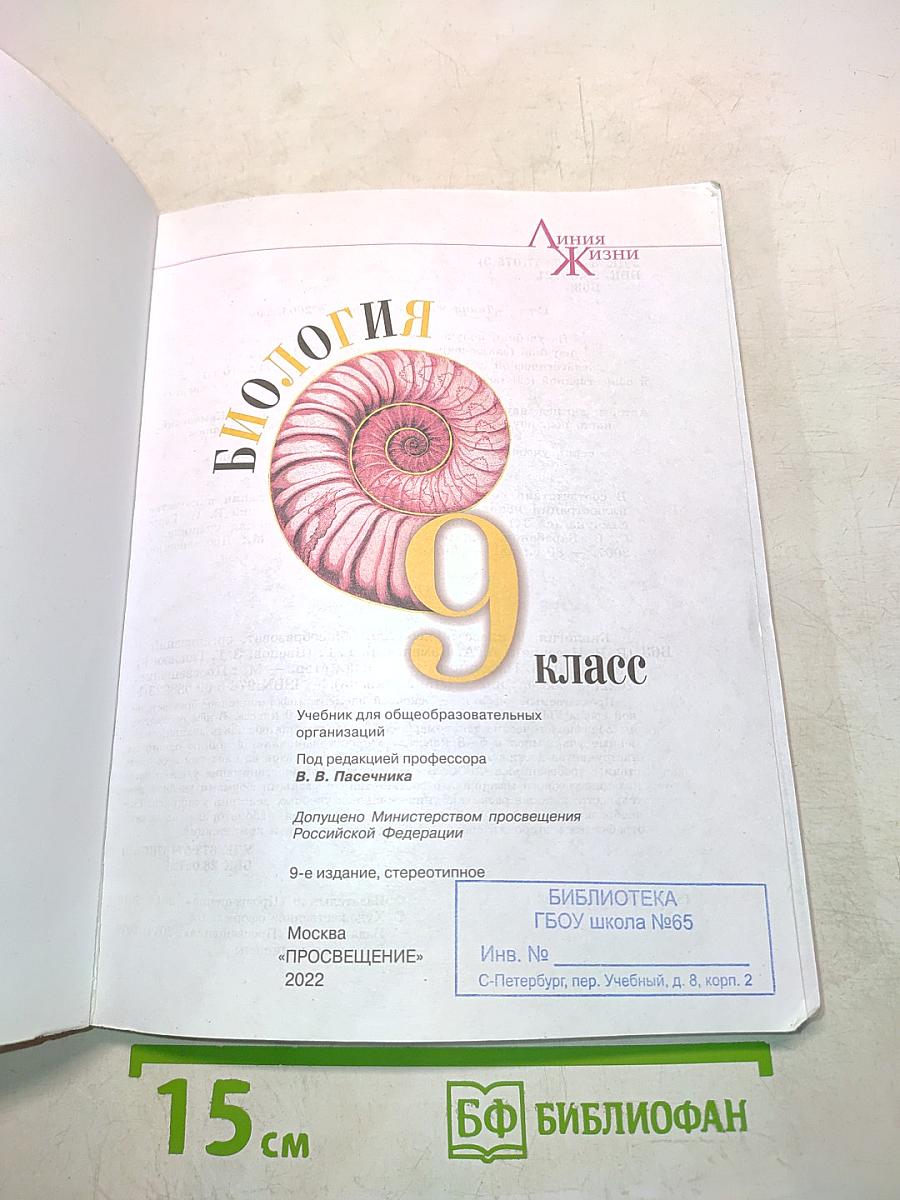 Линия
Жизни
БИОЛОГИЯ
9
класс
Учебник для общеобразовательных
организаций
Под редакцией профессора
В. В. Пасечника
Допущено Министерством просвещения
Российской Федерации
9-е издание, стереотипное
Москва
«ПРОСВЕЩЕНИЕ»
2022
БИБЛИОТЕКА
ГБОУ школа №65
Инв. №
С-Петербург, пер. Учебный, д. 8, корп. 2
15 см
БФ БИБЛИОФАН